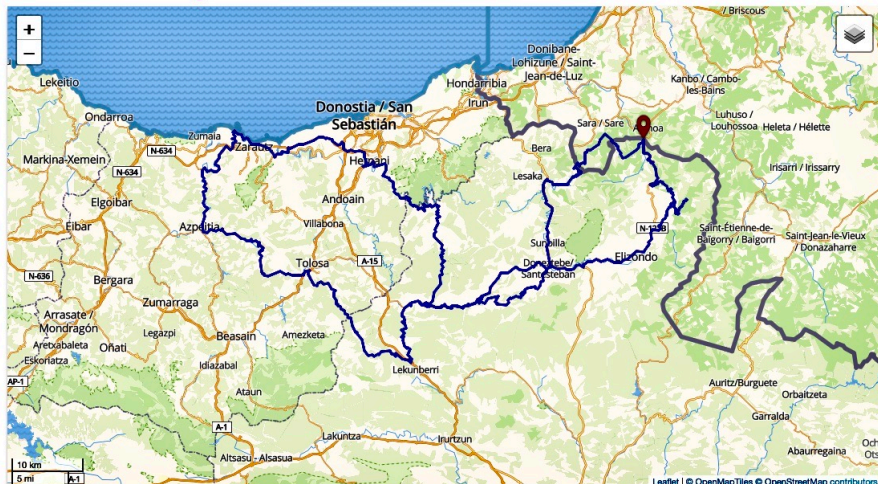 / Briscous
+
−
Donibane-
Lohizune / Saint-
Jean-de-Luz
Lekeitio
Hondarribia
Kanbo / Cambo-
les-Bains
Irun
Donostia / San
Sebastián
Ondarroa
Luhuso /
Louhossoa
Heleta / Hélette
Sara / Sare
Zumaia
Zarautz
N-634
Bera
Markina-Xemein
Hernani
N-634
Irisarri / Irissarry
Lesaka
Elgoibar
Andoain
Eibar
Azpeitia
Villabona
N-121B
Saint-Étienne-de-
Baïgorry / Baigorri
Saint-Jean-le-Vieux
/ Donazaharre
Sunbilla
Elizondo
Tolosa
A-15
Doneztebe/
Santesteban
N-636
Bergara
Zumarraga
Arrasate /
Mondragón
Legazpi
Beasain
Amezketa
Aretxabaleta
Oñati
Eskoriatza
Idiazabal
Lekunberri
AP-1
Auritz/Burguete
Ataun
Orbaitzeta
Garralda
A-1
Lakuntza
Irurtzun
Abaurregaina
Altsasu - Alsasua
10 km
5 mi
A-1
Leaflet | © OpenMapTiles © OpenStreetMap contributors